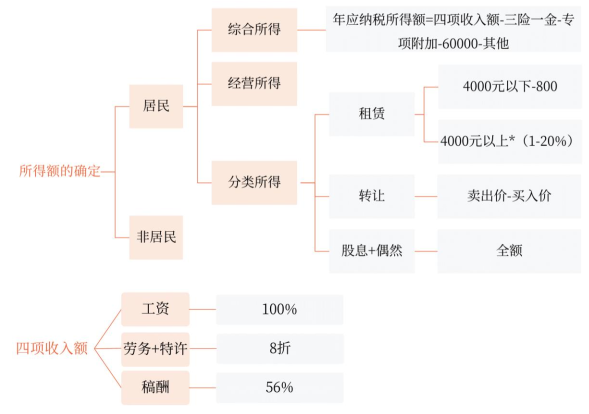 综合所得
年应纳税所得额=四项收入额-三险一金-专
项附加-60000-其他
经营所得
居民
4000元以下-800
租赁
4000元以上*（1-20%）
所得额的确定
分类所得
转让
卖出价-买入价
非居民
股息+偶然
全额
工资
100%
四项收入额
劳务+特许
8折
稿酬
56%